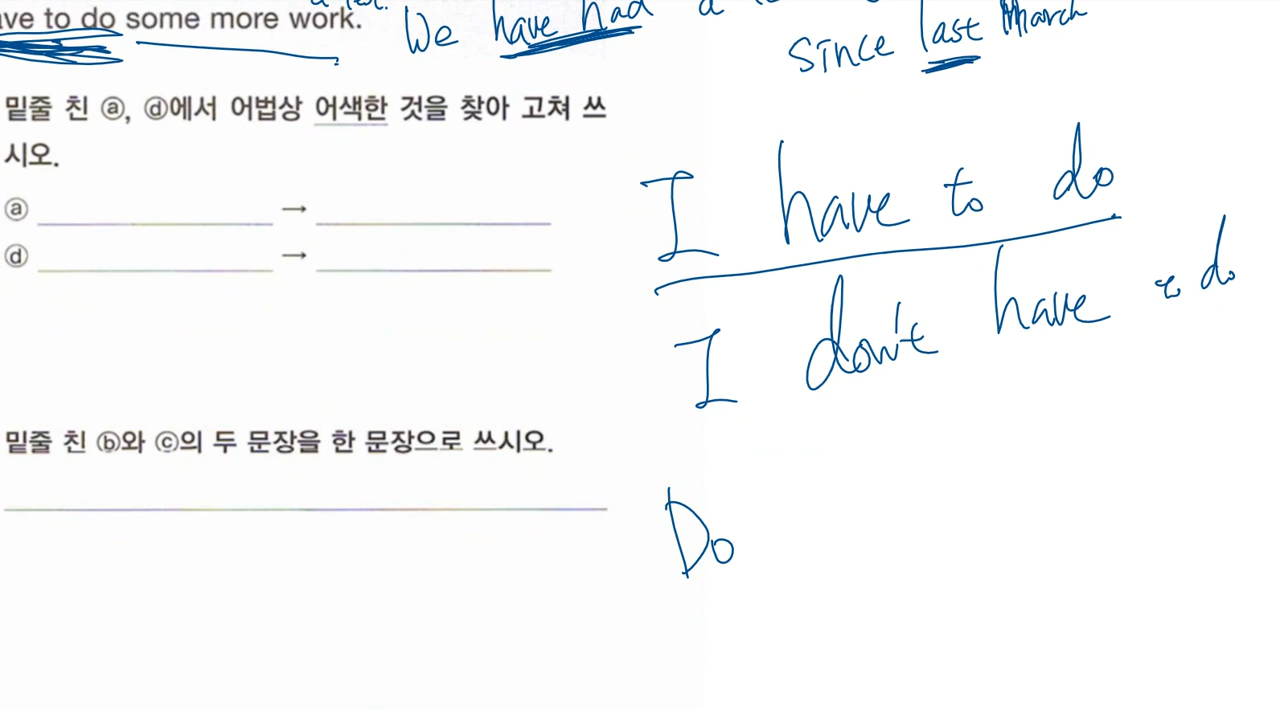 ave to do some more work.
We have had a
since last March
밑줄 친 ⓐ, ⓓ에서 어법상 어색한 것을 찾아 고쳐 쓰
시오.
ⓐ →
ⓓ →
I have to do
I don't have to do
밑줄 친 ⓑ와 ⓒ의 두 문장을 한 문장으로 쓰시오.
Do